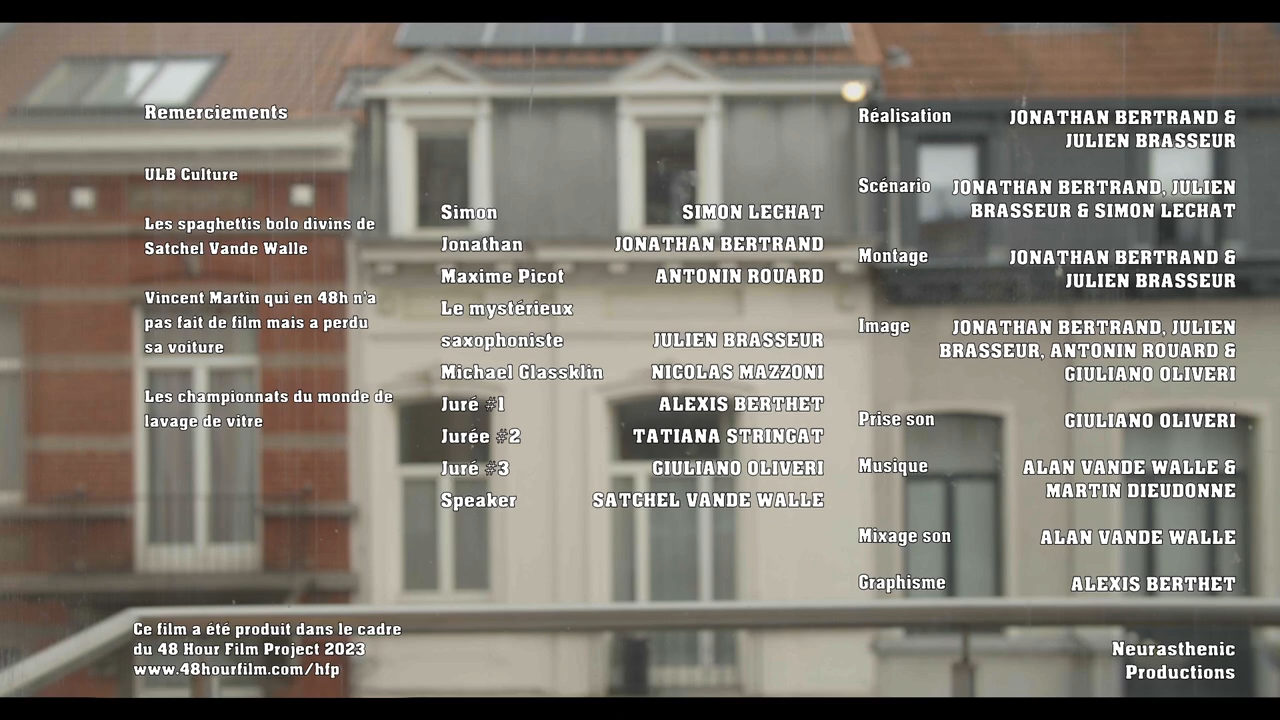 Remerciements
ULB Culture
Les spaghettis bolo divins de
Satchel Vande Walle
Vincent Martin qui en 48h n'a
pas fait de film mais a perdu
sa voiture
Les championnats du monde de
lavage de vitre
Simon SIMON LECHAT
Jonathan JONATHAN BERTRAND
Maxime Picot ANTONIN ROUARD
Le mystérieux
saxophoniste JULIEN BRASSEUR
Michael Glassklin NICOLAS MAZZONI
Juré #1 ALEXIS BERTHET
Jurée #2 TATIANA STRINGAT
Juré #3 GIULIANO OLIVERI
Speaker SATCHEL VANDE WALLE
Réalisation JONATHAN BERTRAND &
JULIEN BRASSEUR
Scénario JONATHAN BERTRAND, JULIEN
BRASSEUR & SIMON LECHAT
Montage JONATHAN BERTRAND &
JULIEN BRASSEUR
Image JONATHAN BERTRAND, JULIEN
BRASSEUR, ANTONIN ROUARD &
GIULIANO OLIVERI
Prise son GIULIANO OLIVERI
Musique ALAN VANDE WALLE &
MARTIN DIEUDONNE
Mixage son ALAN VANDE WALLE
Graphisme ALEXIS BERTHET
Ce film a été produit dans le cadre
du 48 Hour Film Project 2023
www.48hourfilm.com/hfp
Neurasthenic
Productions